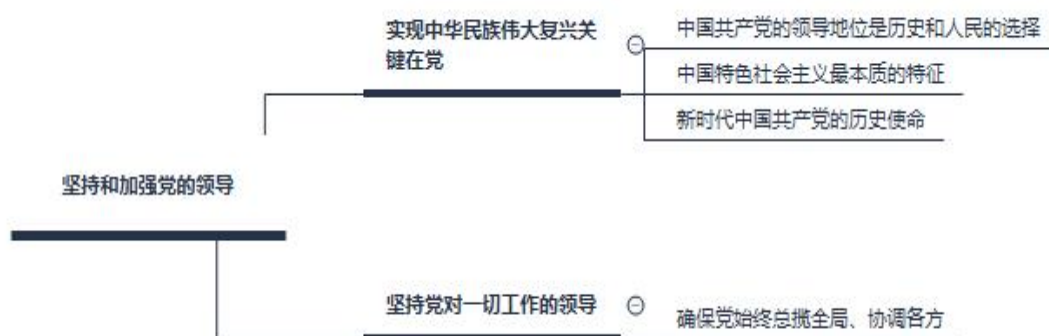 实现中华民族伟大复兴关
键在党
中国共产党的领导地位是历史和人民的选择
中国特色社会主义最本质的特征
新时代中国共产党的历史使命
坚持和加强党的领导
坚持党对一切工作的领导
确保党始终总揽全局、协调各方